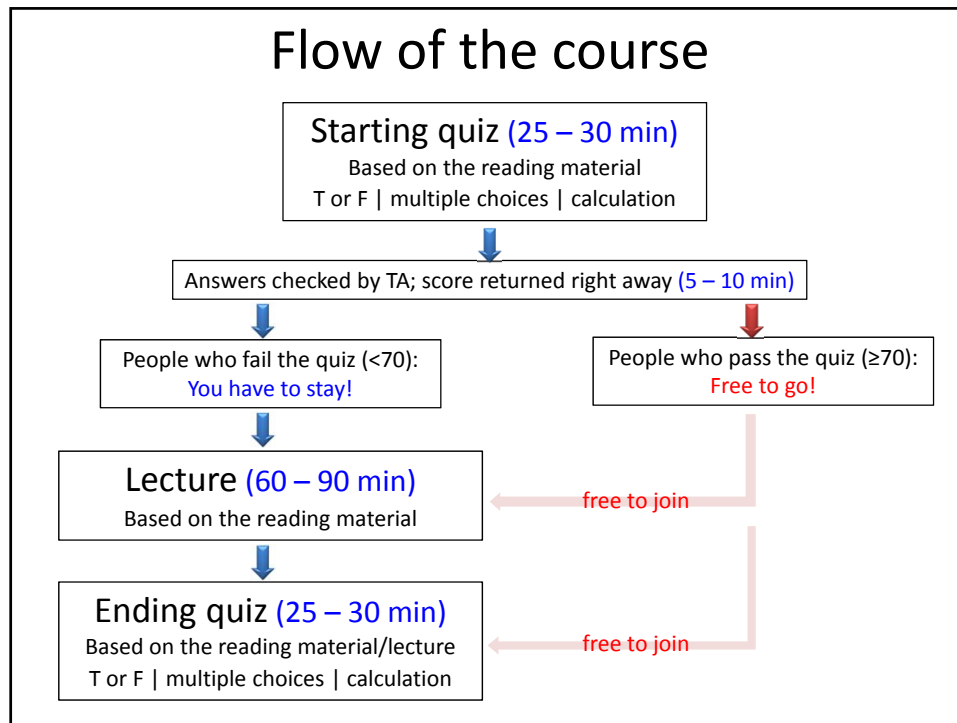 Flow of the course
Starting quiz (25 – 30 min)
Based on the reading material
T or F | multiple choices | calculation
Answers checked by TA; score returned right away (5 – 10 min)
People who fail the quiz (<70):
You have to stay!
People who pass the quiz (≥70):
Free to go!
Lecture (60 – 90 min)
Based on the reading material
free to join
Ending quiz (25 – 30 min)
Based on the reading material/lecture
T or F | multiple choices | calculation
free to join